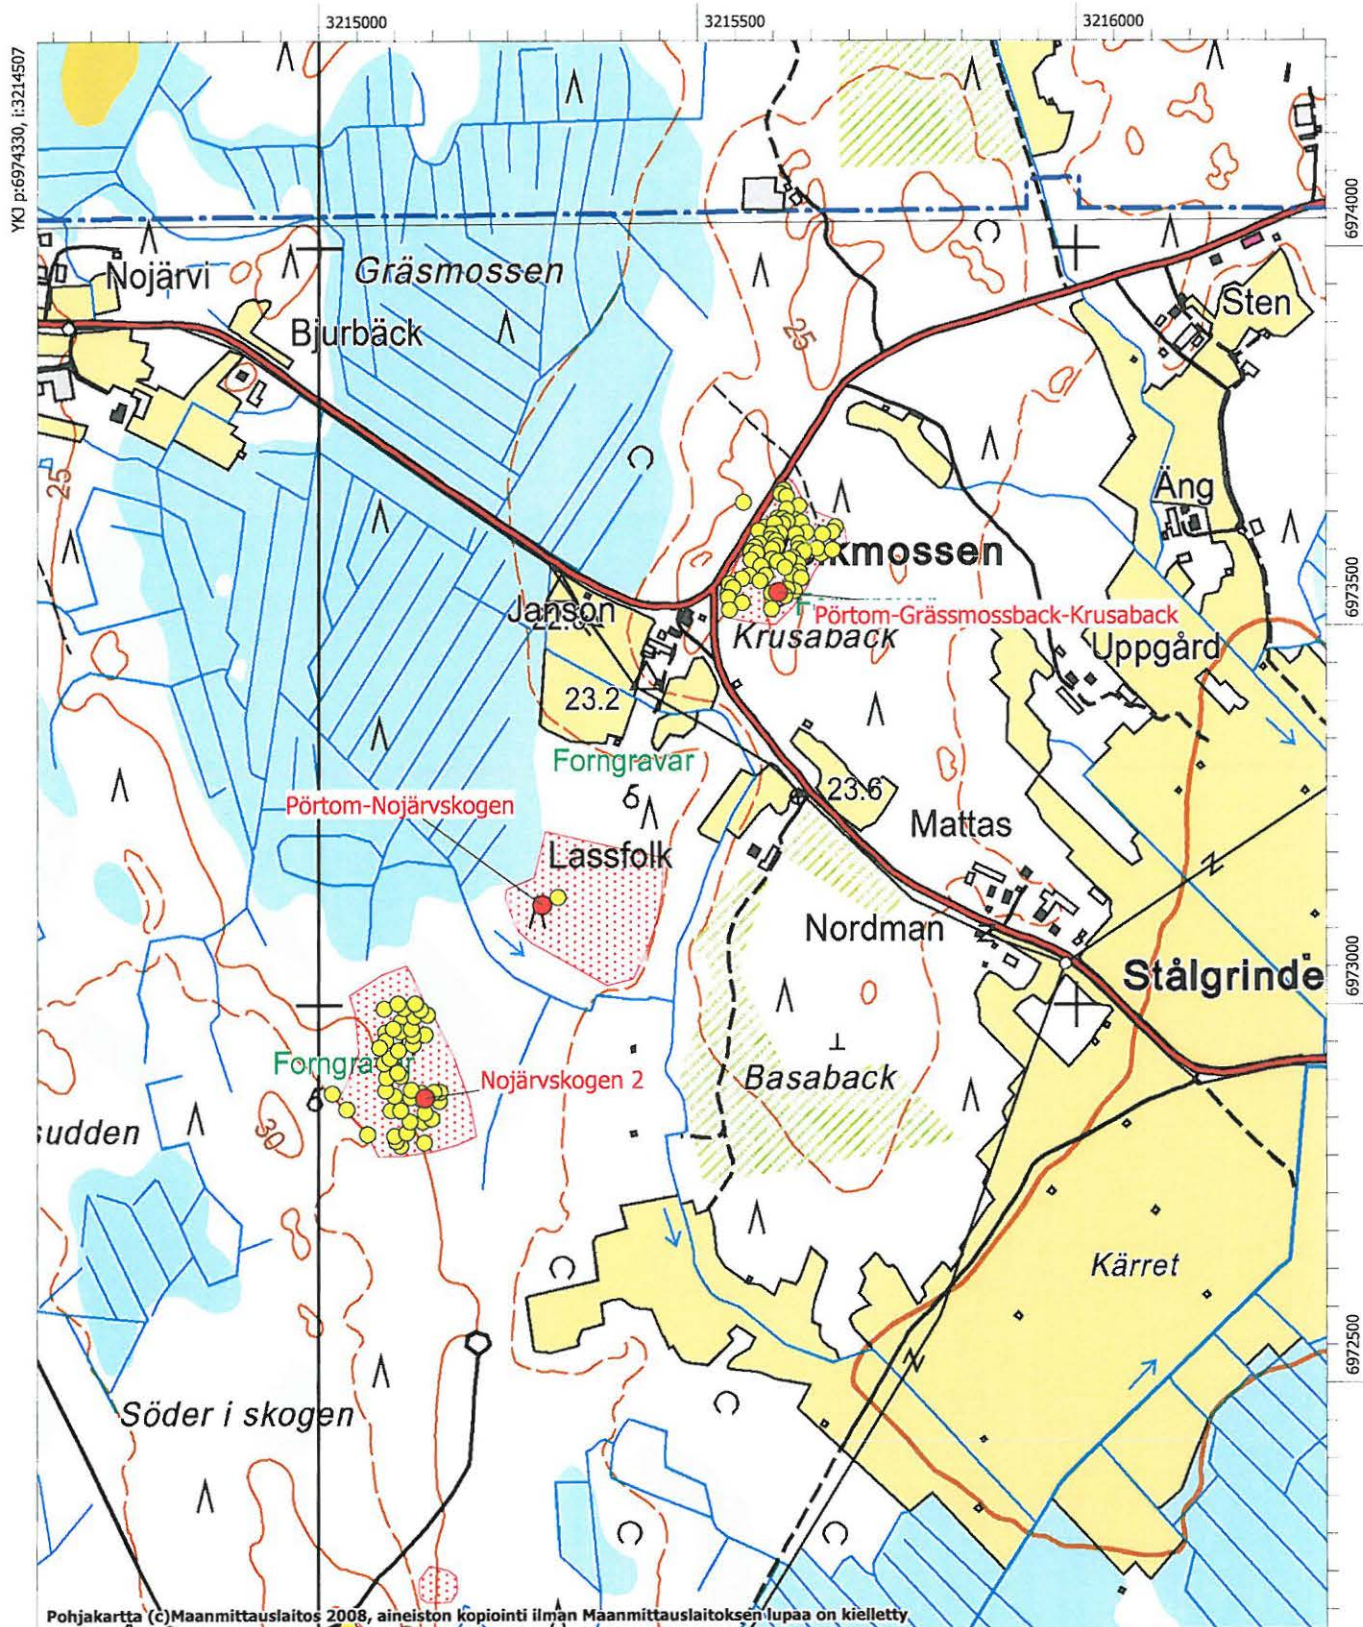 3215000
3215500
3216000
YKJ p:6974330, i:3214507
6974000
Nojärvi
Gräsmossen
Sten
Bjurbäck
25
25
Äng
kmossen
6973500
Janson
Pörtom-Grässmossback-Krusaback
Krusaback
Uppgård
23.2
Forngravar
23.6
Pörtom-Nojärvskogen
Mattas
Lassfolk
Nordman
6973000
Stålgrinde
Forngravar
Nojärvskogen 2
Basaback
sudden
30
Kärret
6972500
Söder i skogen
Pohjakartta (c)Maanmittauslaitos 2008, aineiston kopiointi ilman Maanmittauslaitoksen lupaa on kielletty